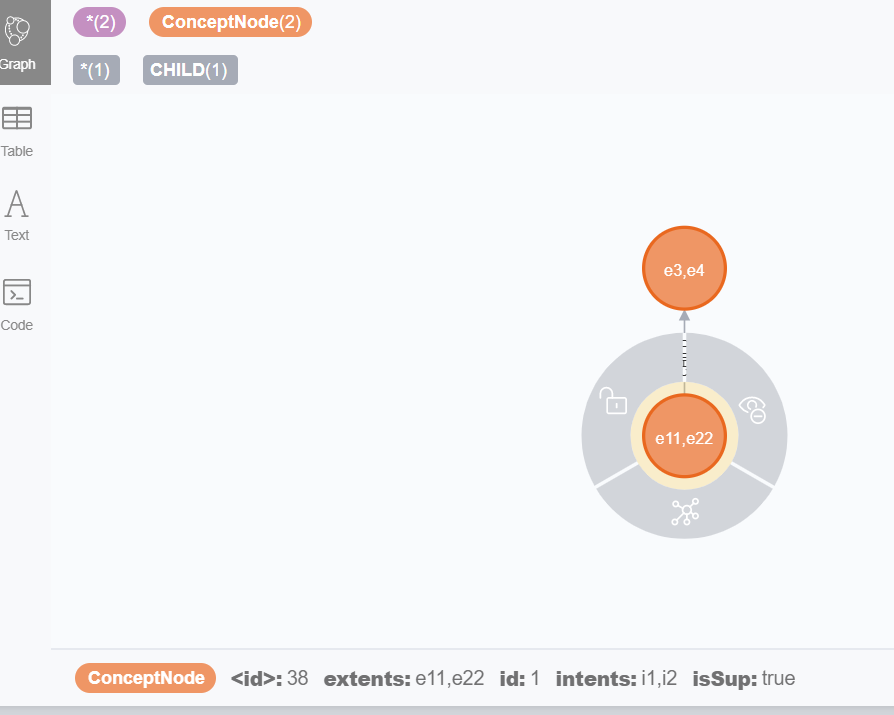 *(2) ConceptNode(2)
Graph
*(1) CHILD(1)
Table
Text
Code
e3,e4
e11,e22
ConceptNode <id>: 38 extents: e11,e22 id: 1 intents: i1,i2 isSup: true